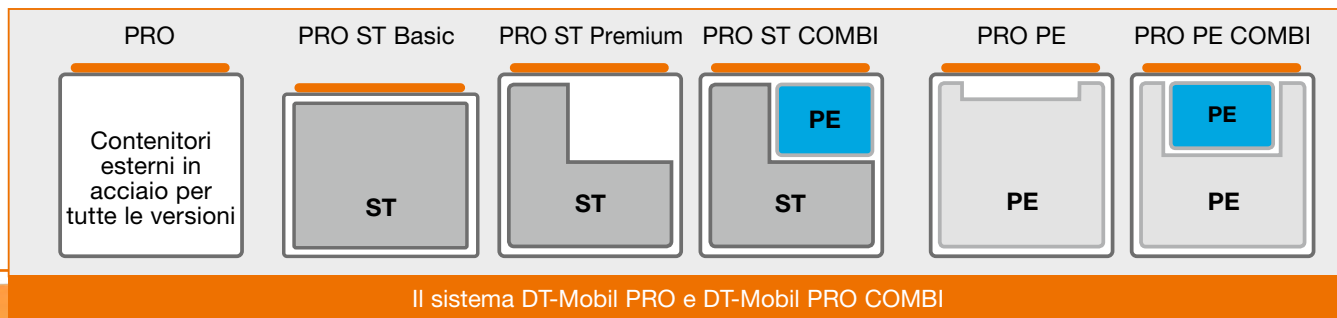 PRO
PRO ST Basic
PRO ST Premium
PRO ST COMBI
PRO PE
PRO PE COMBI
Contenitori
esterni in
acciaio per
tutte le versioni
ST
ST
PE
ST
PE
PE
PE
Il sistema DT-Mobil PRO e DT-Mobil PRO COMBI